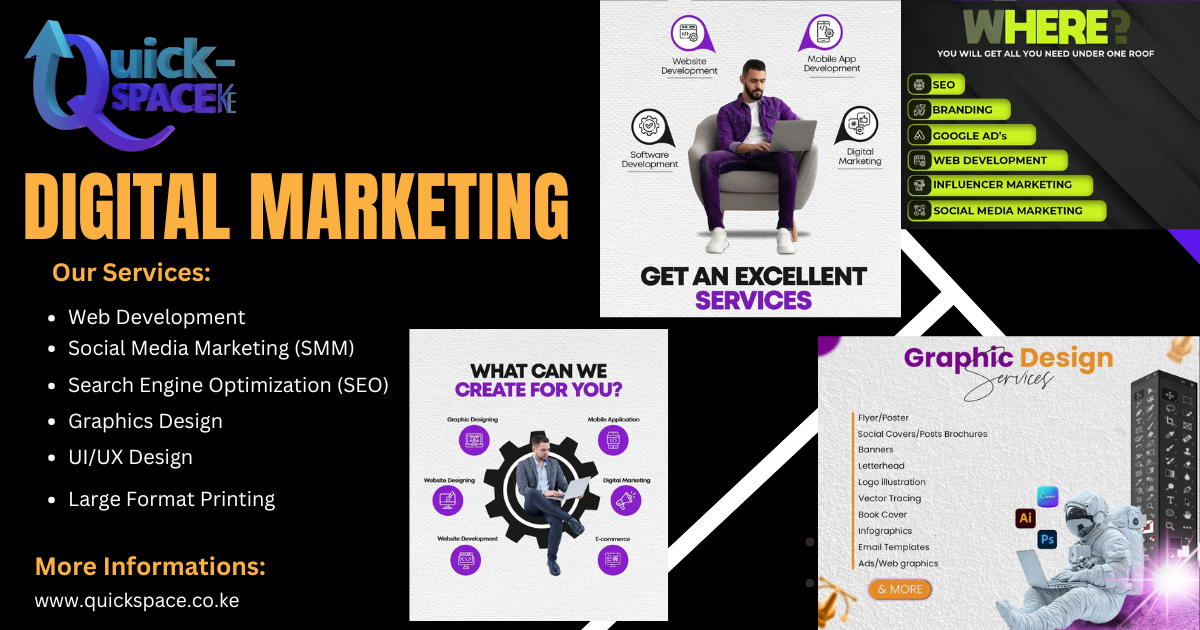 Quick-
SPACEKE
DIGITAL MARKETING
Our Services:
• Web Development
• Social Media Marketing (SMM)
• Search Engine Optimization (SEO)
• Graphics Design
• UI/UX Design
• Large Format Printing
More Informations:
www.quickspace.co.ke
Website
Development
Mobile App
Development
Software
Development
Digital
Marketing
GET AN EXCELLENT
SERVICES
WHERE?
YOU WILL GET ALL YOU NEED UNDER ONE ROOF
SEO
BRANDING
GOOGLE AD's
WEB DEVELOPMENT
INFLUENCER MARKETING
SOCIAL MEDIA MARKETING
WHAT CAN WE
CREATE FOR YOU?
Graphic Designing
Mobile Application
Website Designing
Digital Marketing
Website Development
E-commerce
Graphic Design
Services
Flyer/Poster
Social Covers/Posts Brochures
Banners
Letterhead
Logo illustration
Vector Tracing
Book Cover
Infographics
Email Templates
Ads/Web graphics
& MORE
Canva
Ai
Ps